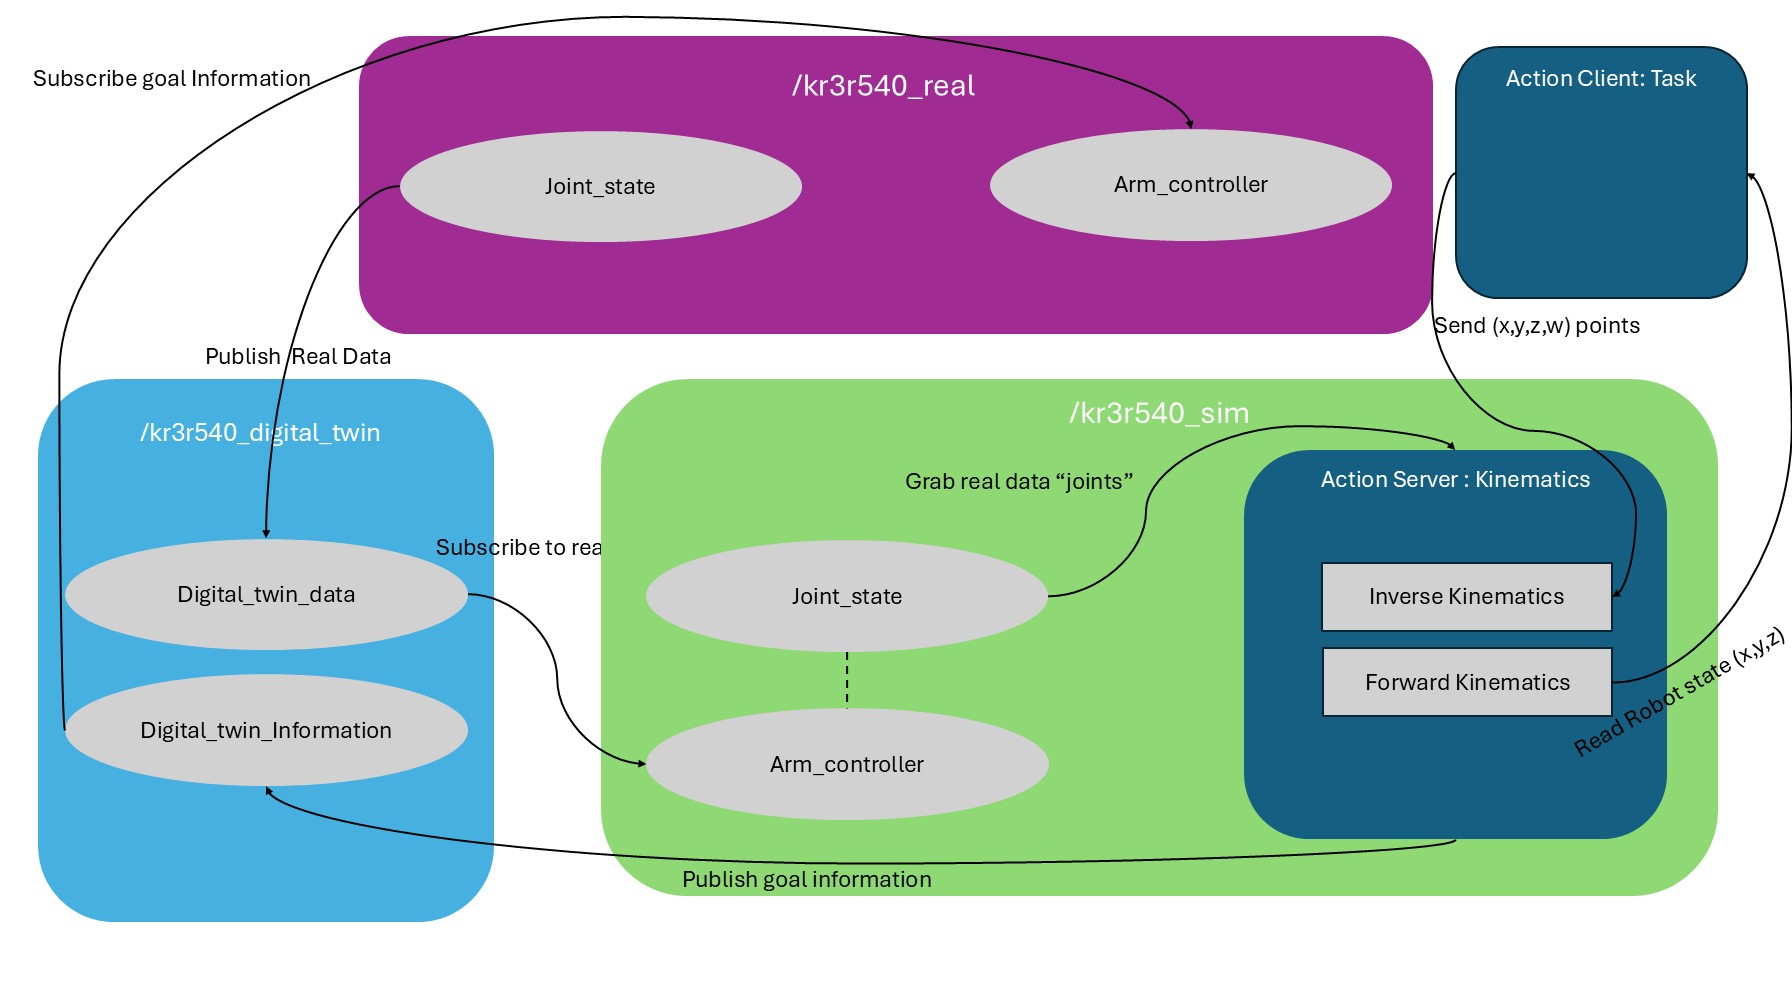 Subscribe goal Information
/kr3r540_real
Action Client: Task
Joint_state
Arm_controller
Send (x,y,z,w) points
Publish Real Data
/kr3r540_digital_twin
/kr3r540_sim
Grab real data “joints”
Action Server : Kinematics
Subscribe to rea
Digital_twin_data
Joint_state
Inverse Kinematics
Forward Kinematics
Read Robot state (x,y,z)
Digital_twin_Information
Arm_controller
Publish goal information